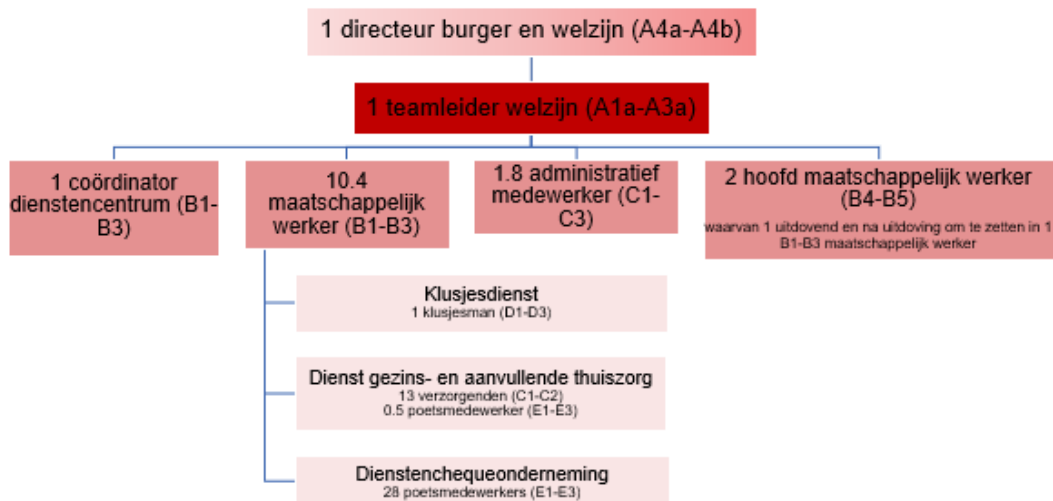 1 directeur burger en welzijn (A4a-A4b)
1 teamleider welzijn (A1a-A3a)
1 coördinator
dienstencentrum (B1-
B3)
10.4
maatschappelijk
werker (B1-B3)
1.8 administratief
medewerker (C1-
C3)
2 hoofd maatschappelijk werker
(B4-B5)
waarvan 1 uitdovend en na uitdoving om te zetten in 1
B1-B3 maatschappelijk werker
Klusjesdienst
1 klusjesman (D1-D3)
Dienst gezins- en aanvullende thuiszorg
13 verzorgenden (C1-C2)
0.5 poetsmedewerker (E1-E3)
Dienstenchequeonderneming
28 poetsmedewerkers (E1-E3)